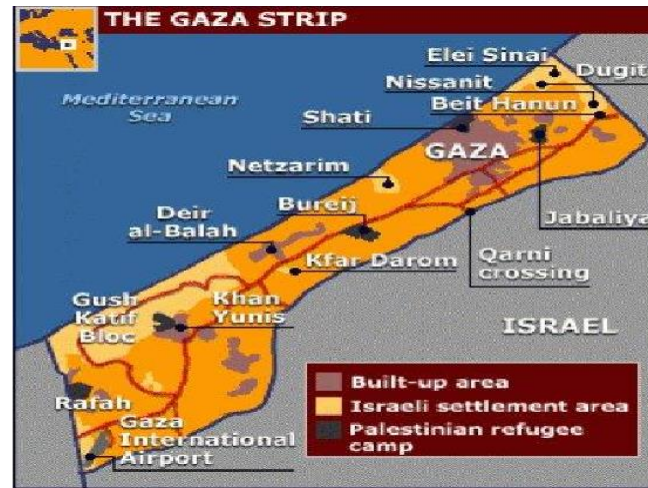 THE GAZA STRIP
Elei Sinai
Dugit
Nissanit
Mediterranean
Sea
Beit Hanun
Shati
GAZA
Netzarim
Bureij
Jabaliya
Deir
al-Balah
Qarni
crossing
Kfar Darom
Gush
Katif
Bloc
Khan
Yunis
ISRAEL
Built-up area
Israeli settlement area
Palestinian refugee
camp
Rafah
Gaza
International
Airport